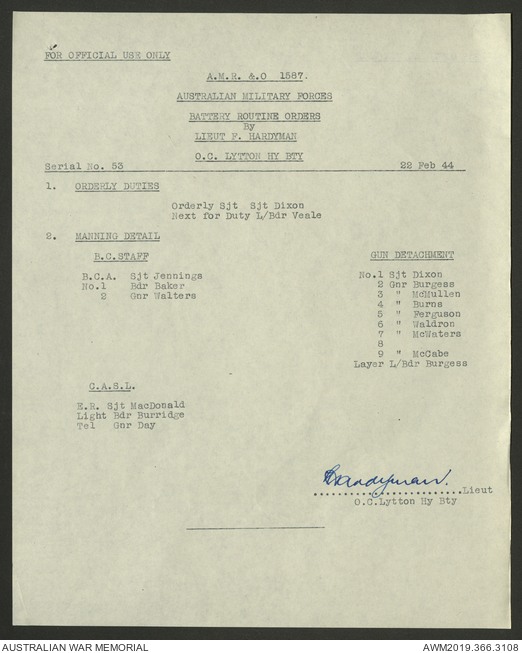 FOR OFFICIAL USE ONLY
A.M.R. &.O 1587.
AUSTRALIAN MILITARY FORCES
BATTERY ROUTINE ORDERS
By
LIEUT F. HARDYMAN
O.C. LYTTON HY BTY
Serial No. 53 22 Feb 44
1. ORDERLY DUTIES
Orderly Sjt Sjt Dixon
Next for Duty L/Bdr Veale
2. MANNING DETAIL
B.C.STAFF
B.C.A. Sjt Jennings
No.1 Bdr Baker
2 Gnr Walters
GUN DETACHMENT
No.1 Sjt Dixon
2 Gnr Burgess
3 " McMullen
4 " Burns
5 " Ferguson
6 " Waldron
7 " McWaters
8
9 " McCabe
Layer L/Bdr Burgess
C.A.S.L.
E.R. Sjt MacDonald
Light Bdr Burridge
Tel Gnr Day
Hardyman.
Lieut
O.C.Lytton Hy Bty
AUSTRALIAN WAR MEMORIAL AWM2019.366.3108